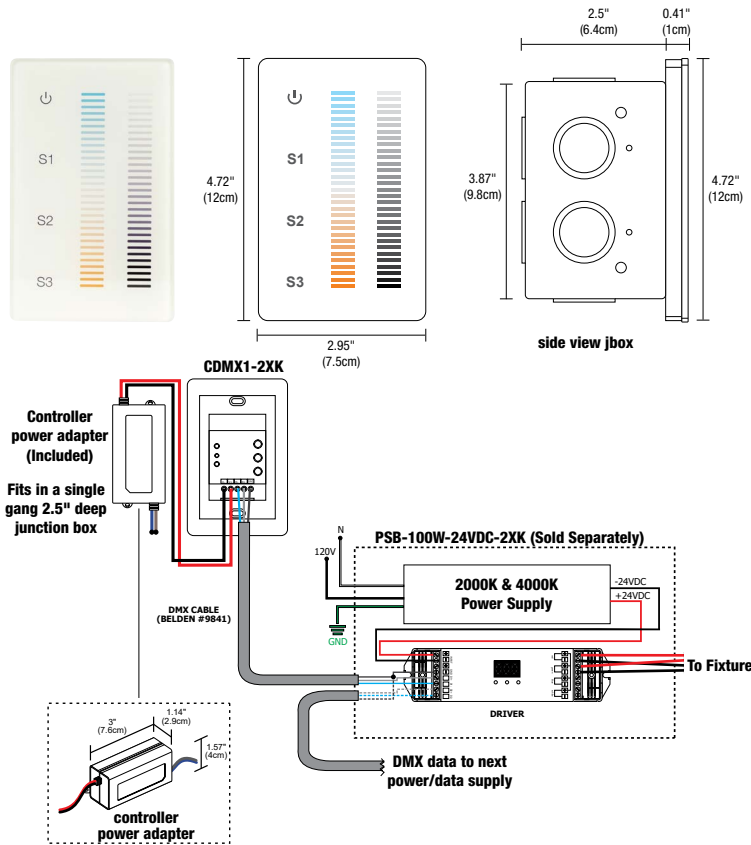 S1
S2
S3
4.72"
(12cm)
S1
S2
S3
2.95"
(7.5cm)
2.5"
(6.4cm)
0.41"
(1cm)
3.87"
(9.8cm)
4.72"
(12cm)
side view jbox
CDMX1-2XK
Controller
power adapter
(Included)
Fits in a single
gang 2.5" deep
junction box
DMX CABLE
(BELDEN #9841)
N
120V
GND
PSB-100W-24VDC-2XK (Sold Separately)
2000K & 4000K
Power Supply
-24VDC
+24VDC
To Fixture
DRIVER
DMX data to next
power/data supply
3"
(7.6cm)
1.14"
(2.9cm)
1.57"
(4cm)
controller
power adapter